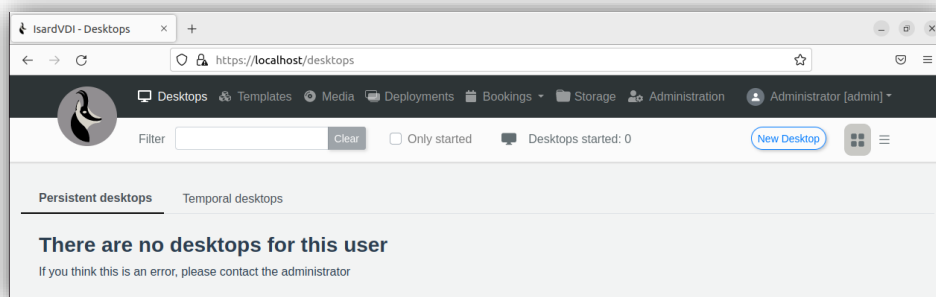 IsardVDI - Desktops
https://localhost/desktops
Desktops Templates Media Deployments Bookings Storage Administration Administrator [admin]
Filter Clear Only started Desktops started: 0 New Desktop
Persistent desktops Temporal desktops
There are no desktops for this user
If you think this is an error, please contact the administrator